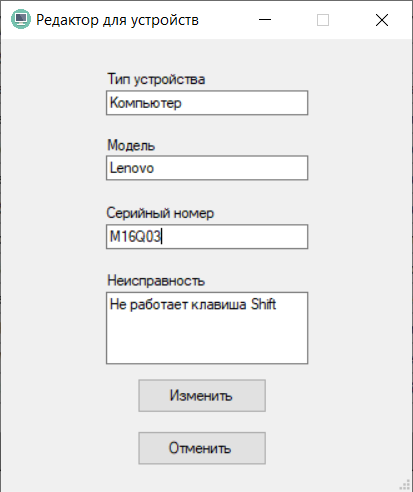 Редактор для устройств
Тип устройства
Компьютер
Модель
Lenovo
Серийный номер
M16Q03
Неисправность
Не работает клавиша Shift
Изменить
Отменить